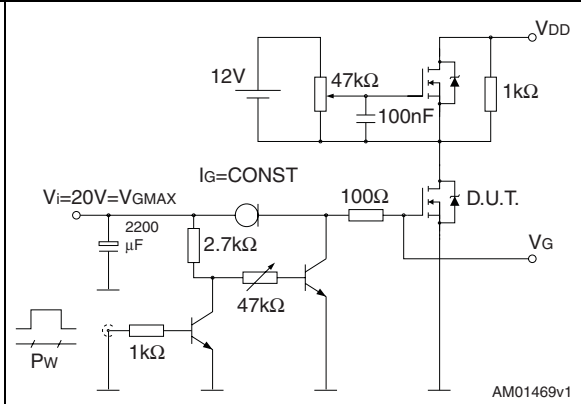 VDD
12V
47kΩ
1kΩ
100nF
IG=CONST
Vi=20V=VGMAX
100Ω
D.U.T.
2200
μF
2.7kΩ
VG
47kΩ
1kΩ
PW
AM01469v1